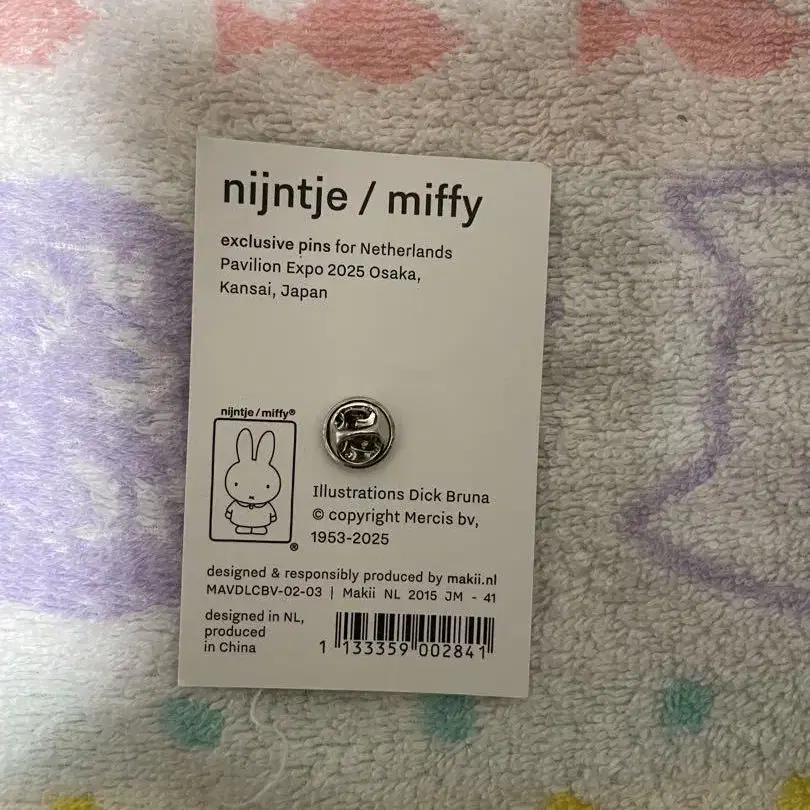 nijntje / miffy
exclusive pins for Netherlands
Pavilion Expo 2025 Osaka,
Kansai, Japan
nijntje / miffy®
®
Illustrations Dick Bruna
© copyright Mercis bv,
1953-2025
designed & responsibly produced by makii.nl
MAVDLCBV-02-03 | Makii NL 2015 JM - 41
designed in NL,
produced
in China
1 133359 002841